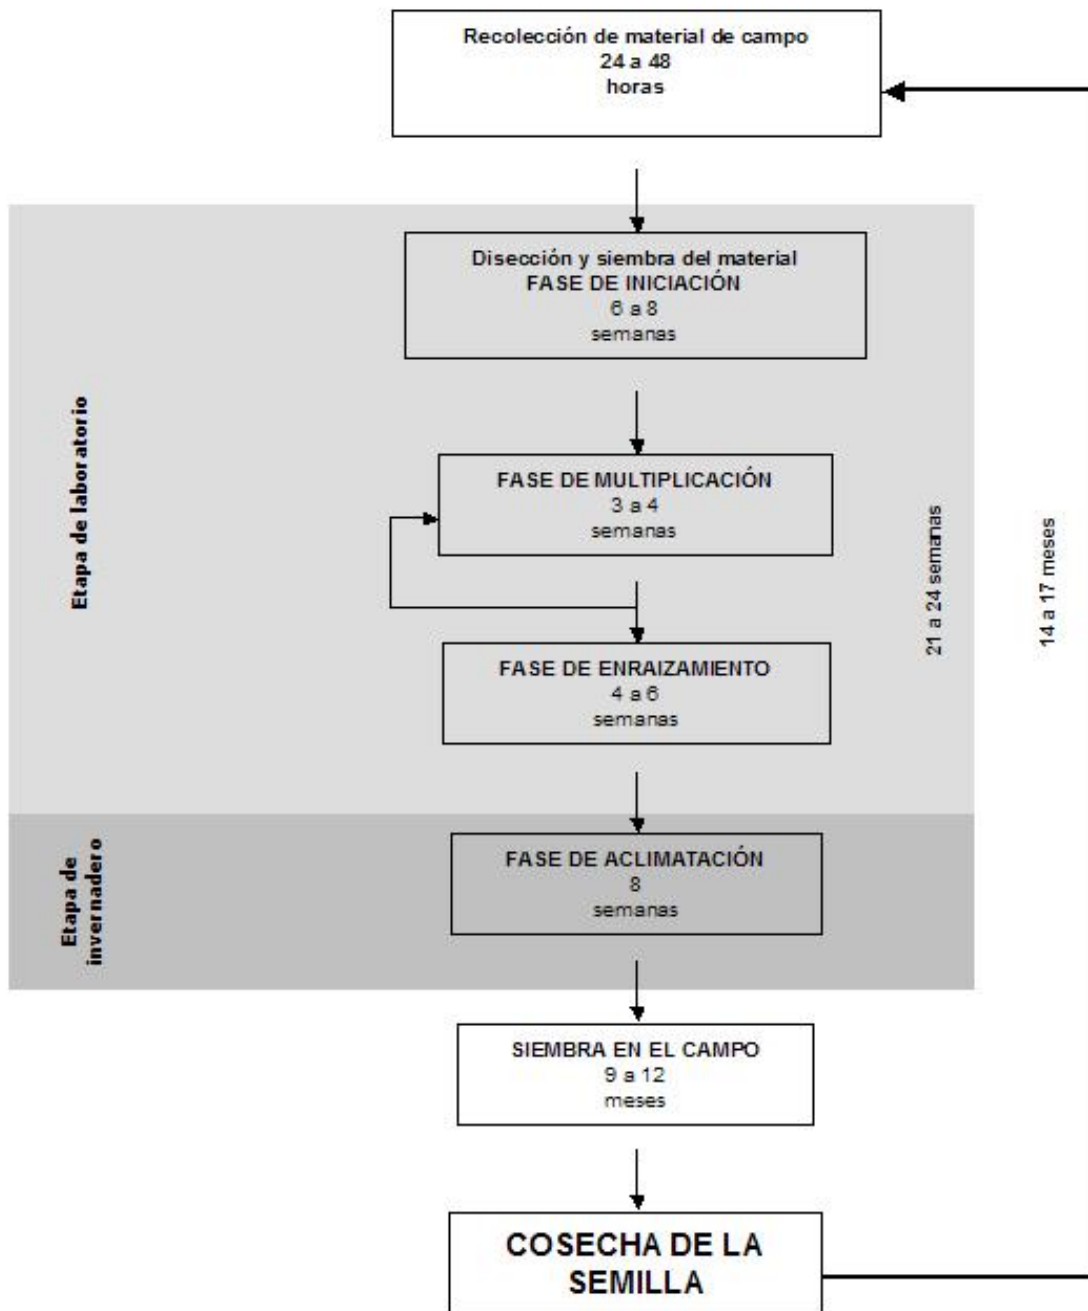 Recolección de material de campo
24 a 48
horas
Disección y siembra del material
FASE DE INICIACIÓN
6 a 8
semanas
Etapa de laboratorio
FASE DE MULTIPLICACIÓN
3 a 4
semanas
21 a 24 semanas
14 a 17 meses
FASE DE ENRAIZAMIENTO
4 a 6
semanas
Etapa de
invernadero
FASE DE ACLIMATACIÓN
8
semanas
SIEMBRA EN EL CAMPO
9 a 12
meses
COSECHA DE LA
SEMILLA